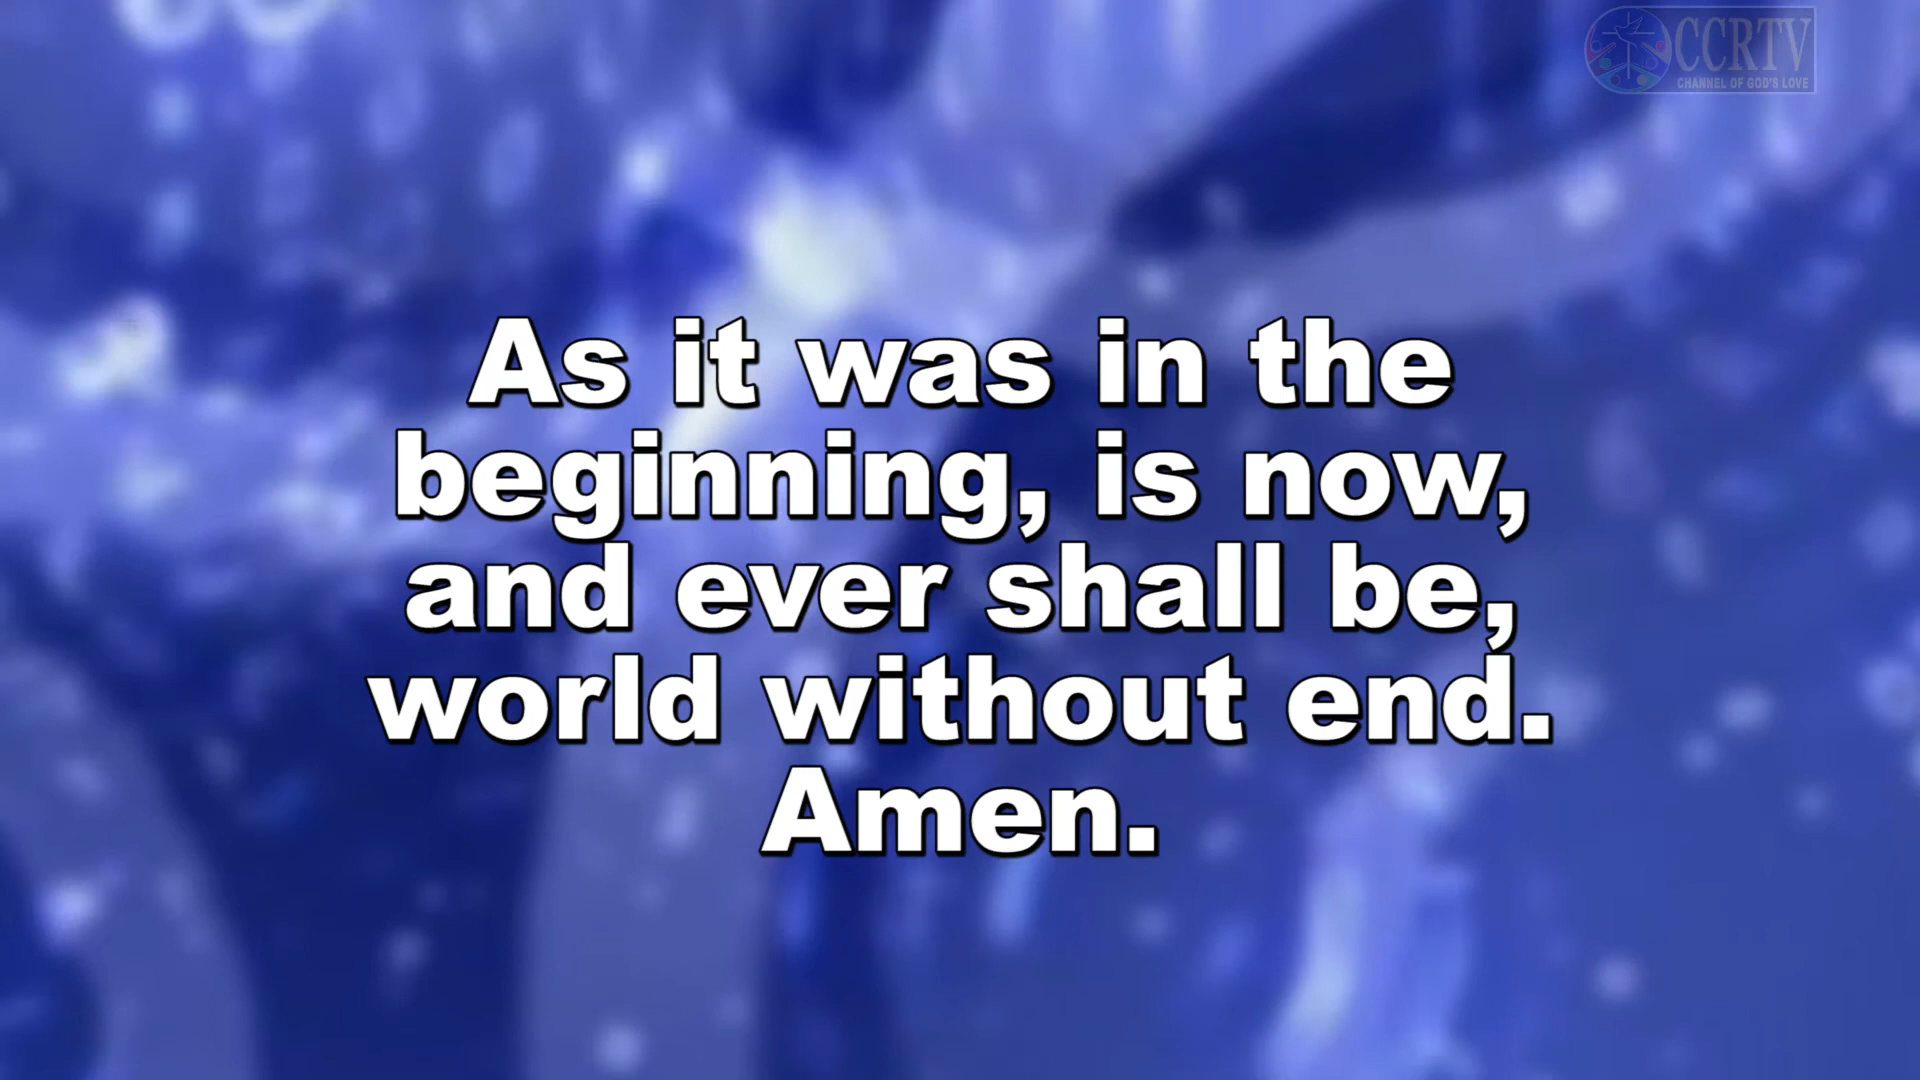 CCRTV
CHANNEL OF GOD'S LOVE
As it was in the
beginning, is now,
and ever shall be,
world without end.
Amen.